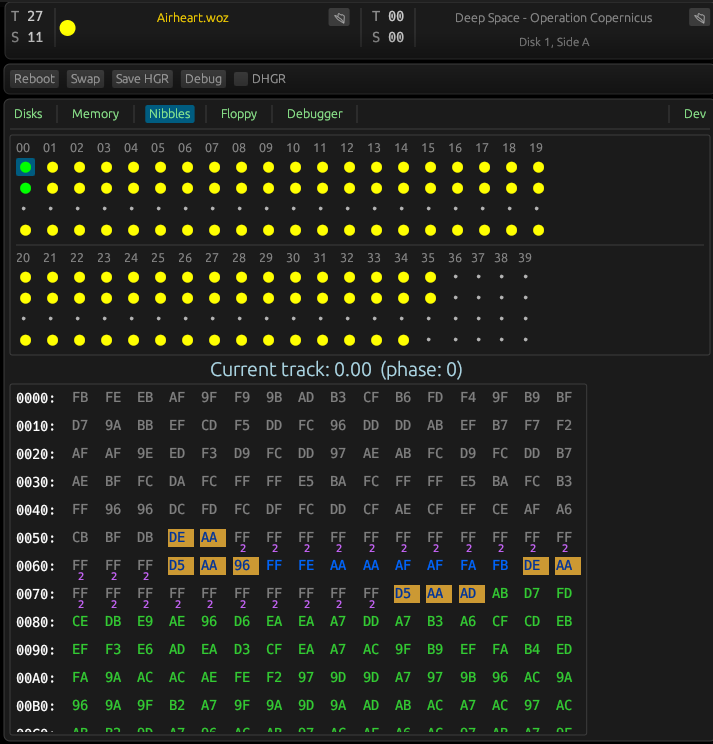 T 27 Airheart.woz T 00 Deep Space - Operation Copernicus
S 11 S 00 Disk 1, Side A
Reboot Swap Save HGR Debug DHGR
Disks Memory Nibbles Floppy Debugger Dev
00 01 02 03 04 05 06 07 08 09 10 11 12 13 14 15 16 17 18 19
20 21 22 23 24 25 26 27 28 29 30 31 32 33 34 35 36 37 38 39
Current track: 0.00 (phase: 0)
0000: FB FE EB AF 9F F9 9B AD B3 CF B6 FD F4 9F B9 BF
0010: D7 9A BB EF CD F5 DD FC 96 DD DD AB EF B7 F7 F2
0020: AF AF 9E ED F3 D9 FC DD 97 AE AB FC D9 FC DD B7
0030: AE BF FC DA FC FF FF E5 BA FC FF FF E5 BA FC B3
0040: FF 96 96 DC FD FC DF FC DD CF AE CF EF CE AF A6
0050: CB BF DB DE AA FF FF FF FF FF FF FF FF FF FF FF
2 2 2 2 2 2 2 2 2 2 2
0060: FF FF FF D5 AA 96 FF FE AA AA AF AF FA FB DE AA
2 2 2
0070: FF FF FF FF FF FF FF FF FF FF D5 AA AD AB D7 FD
2 2 2 2 2 2 2 2 2 2
0080: CE DB E9 AE 96 D6 EA EA A7 DD A7 B3 A6 CF CD EB
0090: EF F3 E6 AD EA D3 CF EA A7 AC 9F B9 EF FA B4 ED
00A0: FA 9A AC AC AE FE F2 97 9D 9D A7 97 9B 96 AC 9A
00B0: 96 9A 9F B2 A7 9F 9A 9D 9A AD AB AC A7 AC 97 AC